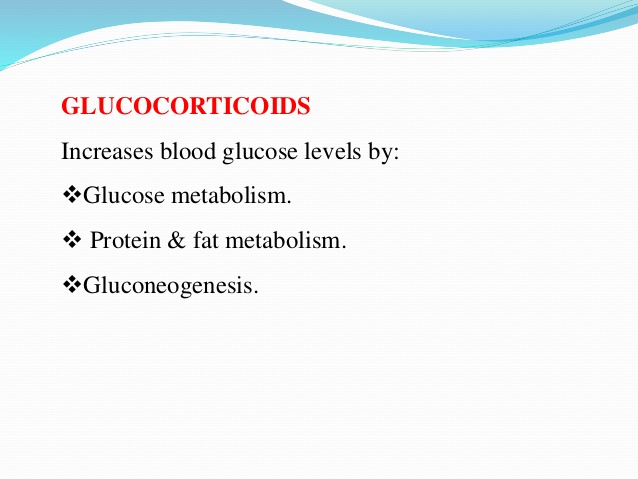 GLUCOCORTICOIDS
Increases blood glucose levels by:
❖Glucose metabolism.
❖ Protein & fat metabolism.
❖Gluconeogenesis.